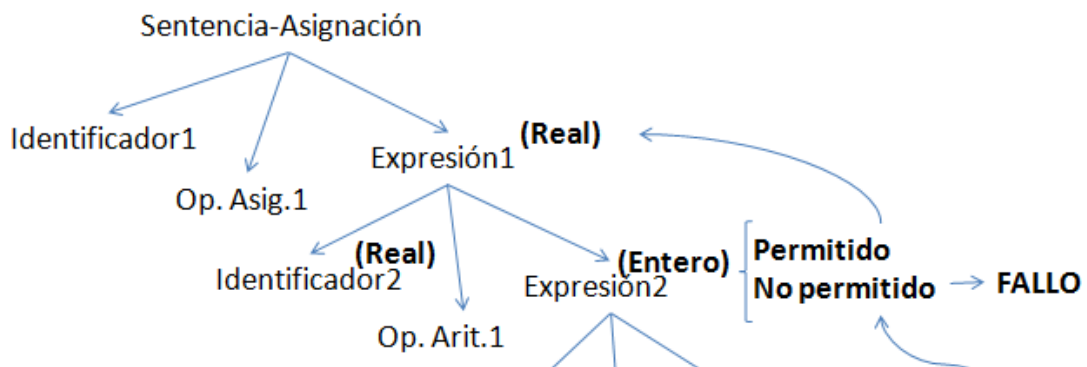 Sentencia-Asignación
Identificador1
Op. Asig.1
Expresión1
(Real)
Identificador2
(Real)
Op. Arit.1
Expresión2
(Entero)
Permitido
No permitido
FALLO